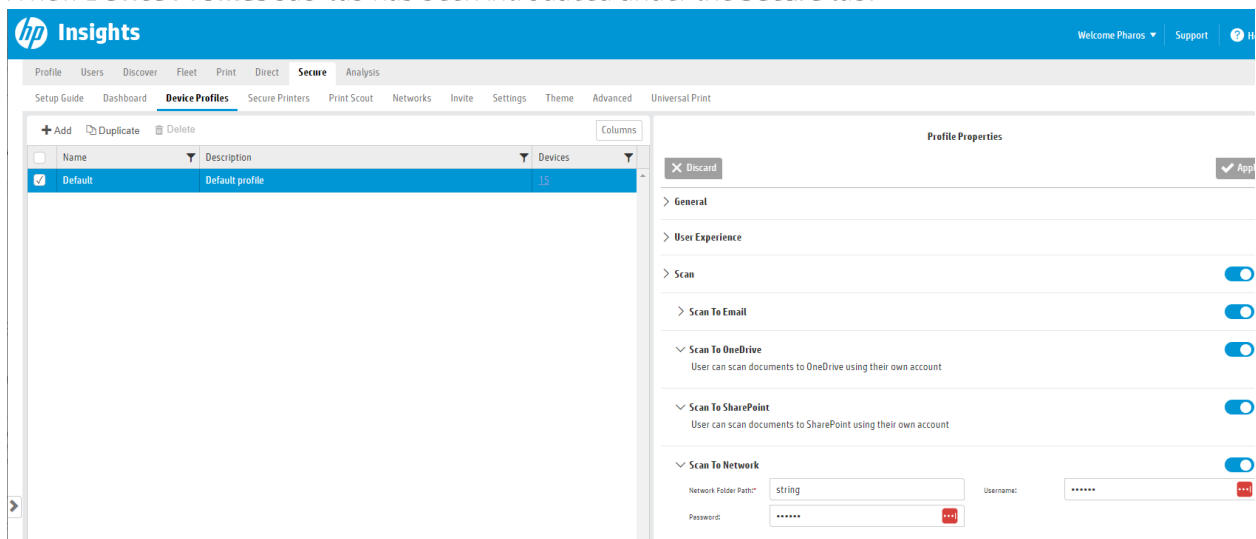 hp Insights
Welcome Pharos Support ?
Profile Users Discover Fleet Print Direct Secure Analysis
Setup Guide Dashboard Device Profiles Secure Printers Print Scout Networks Invite Settings Theme Advanced Universal Print
+ Add Duplicate Delete Columns
Profile Properties
Name Description Devices
X Discard
Default Default profile 15
> General
> User Experience
> Scan
> Scan To Email
Scan To OneDrive
User can scan documents to OneDrive using their own account
Scan To SharePoint
User can scan documents to SharePoint using their own account
Scan To Network
Network Folder Path:* string Username: ••••••
Password: ••••••